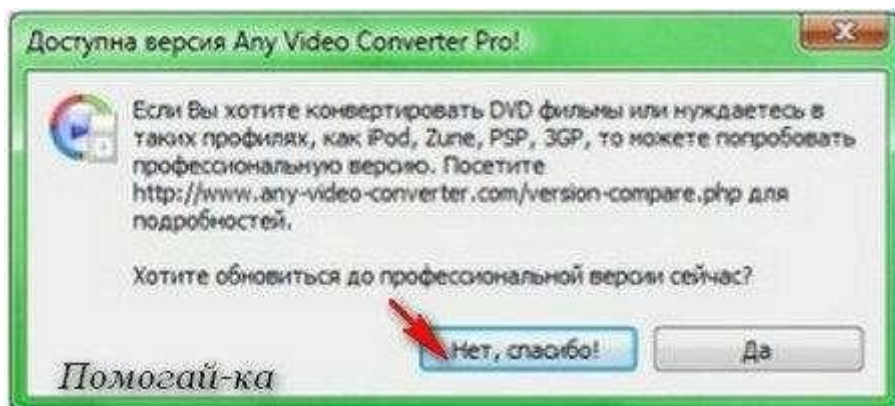 Доступна версия Any Video Converter Pro!
Если Вы хотите конвертировать DVD фильмы или нуждаетесь в
таких профилях, как iPod, Zune, PSP, 3GP, то можете попробовать
профессиональную версию. Посетите
http://www.any-video-converter.com/version-compare.php для
подробностей.
Хотите обновиться до профессиональной версии сейчас?
Нет, спасибо!
Да
Помогай-ка